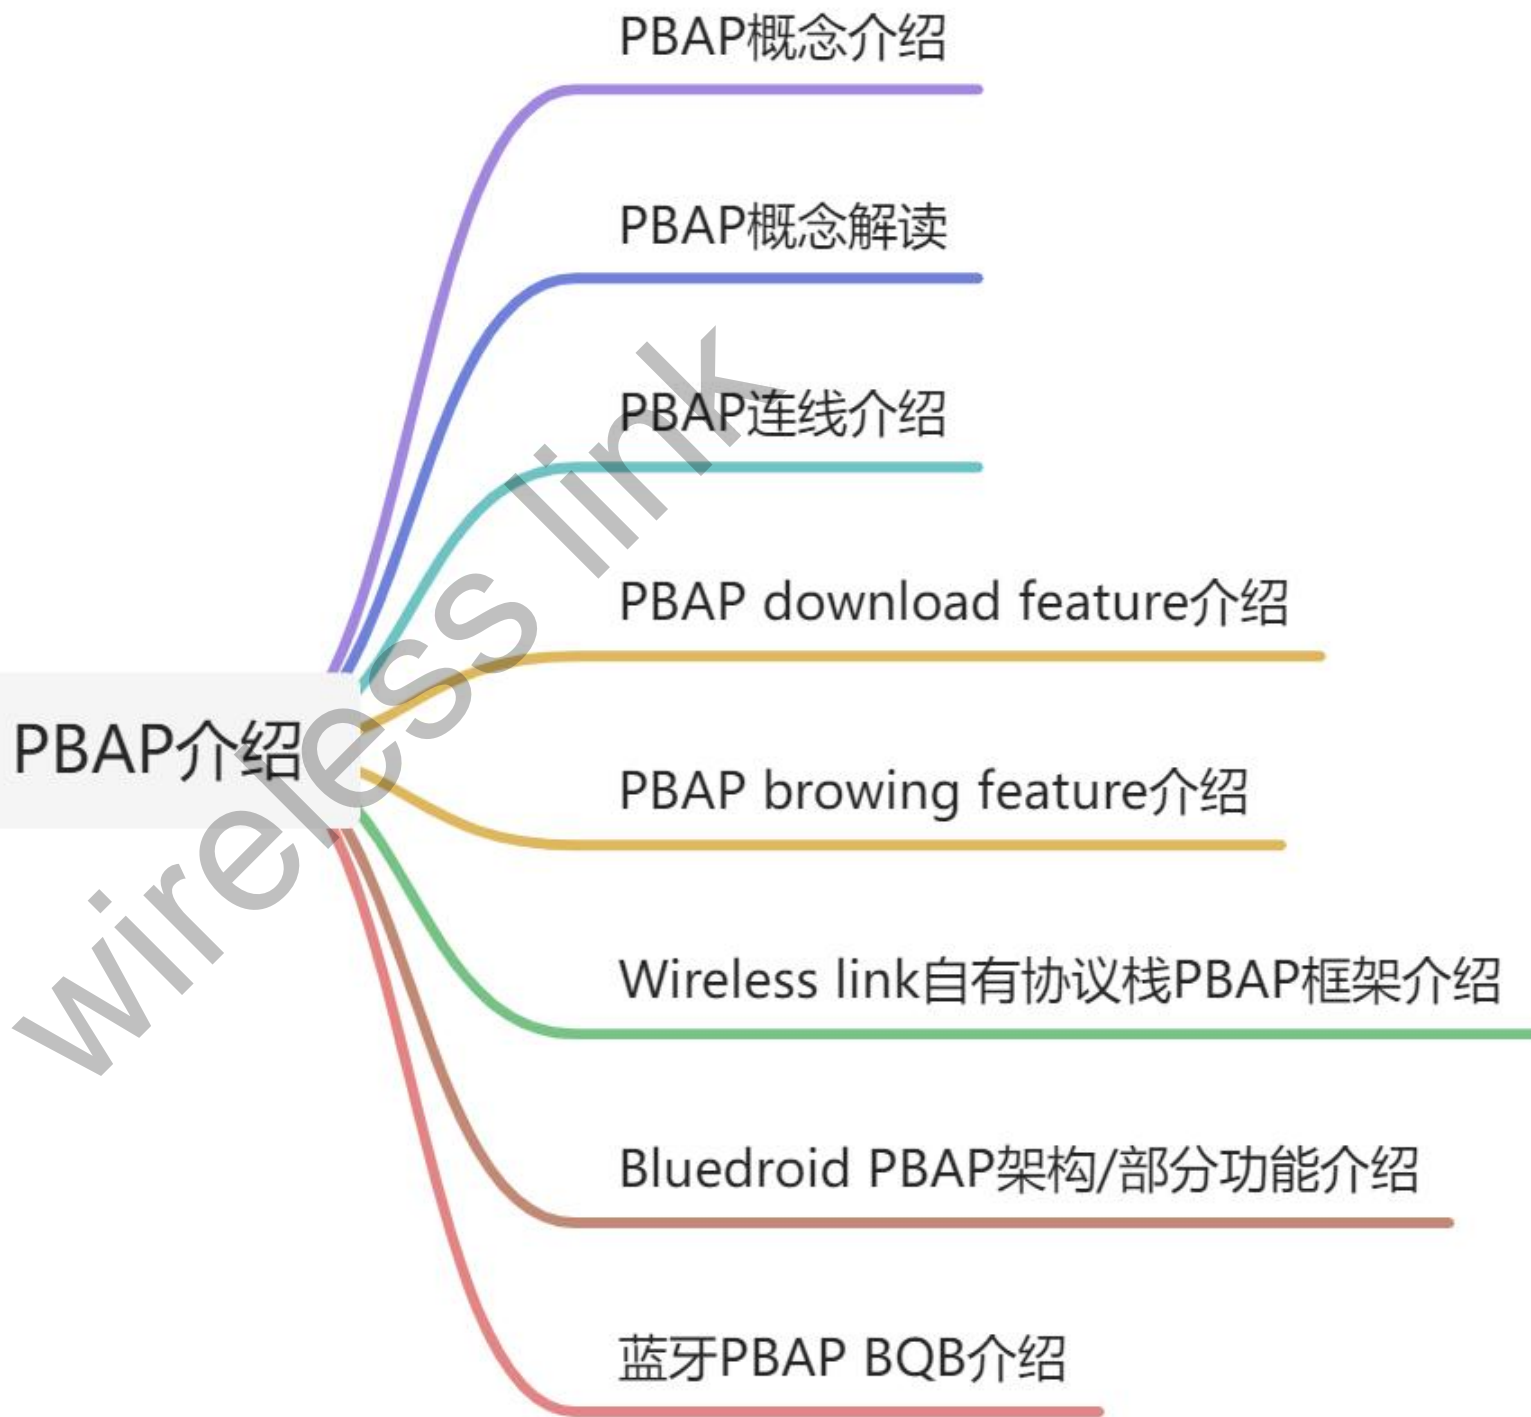 PBAP概念介绍
PBAP概念解读
PBAP连线介绍
PBAP download feature介绍
PBAP介绍
PBAP browing feature介绍
Wireless link自有协议栈PBAP框架介绍
Bluedroid PBAP架构/部分功能介绍
蓝牙PBAP BQB介绍
wireless link